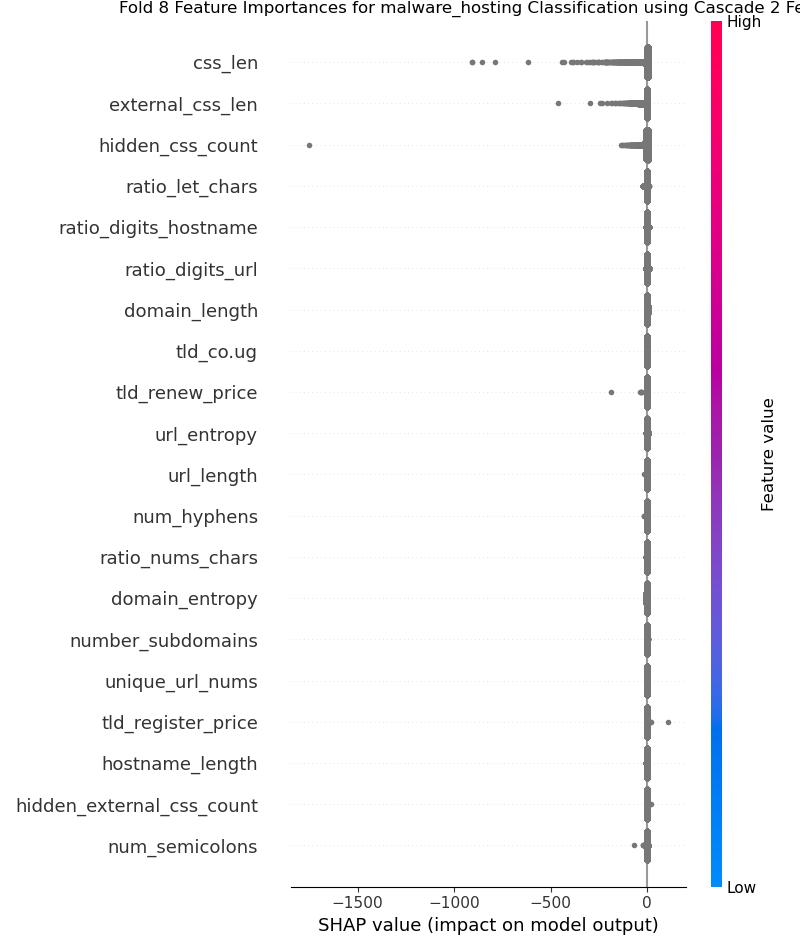 Fold 8 Feature Importances for malware_hosting Classification using Cascade 2 Fe
High
css_len
external_css_len
hidden_css_count
ratio_let_chars
ratio_digits_hostname
ratio_digits_url
domain_length
tld_co.ug
tld_renew_price
url_entropy
url_length
num_hyphens
ratio_nums_chars
domain_entropy
number_subdomains
unique_url_nums
tld_register_price
hostname_length
hidden_external_css_count
num_semicolons
Feature value
Low
−1500 −1000 −500 0
SHAP value (impact on model output)